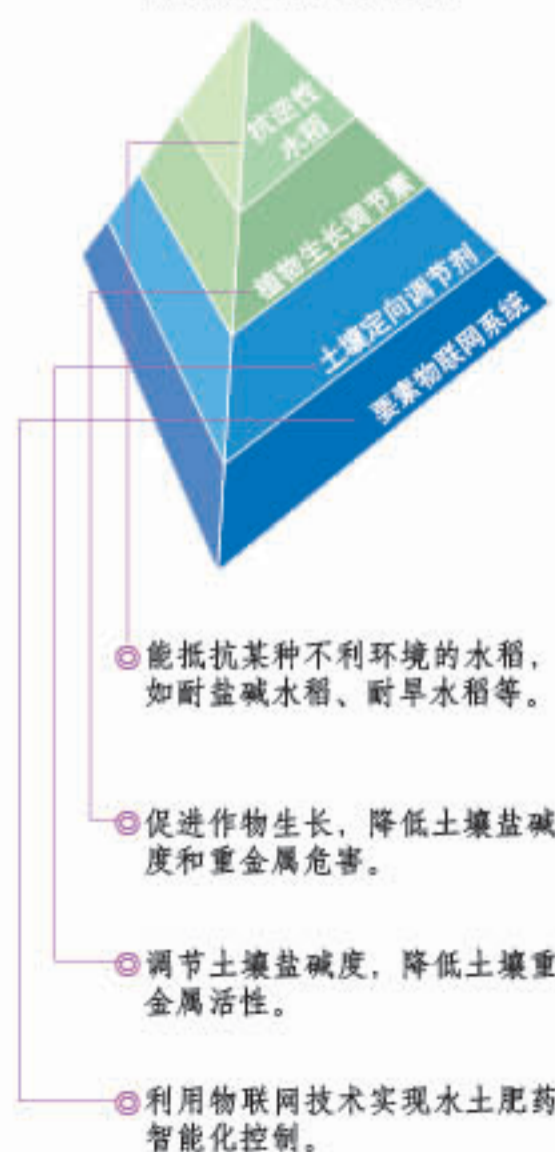 抗逆性
水稻
植物生长调节素
土壤定向调节剂
要素物联网系统
能抵抗某种不利环境的水稻，
如耐盐碱水稻、耐旱水稻等。
促进作物生长，降低土壤盐碱
度和重金属危害。
调节土壤盐碱度，降低土壤重
金属活性。
利用物联网技术实现水土肥药
智能化控制。